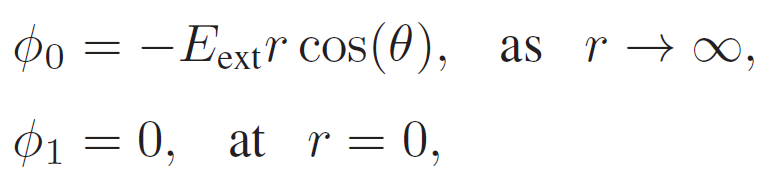 ϕ₀ = −E_ext r cos(θ), as r → ∞,
ϕ₁ = 0, at r = 0,